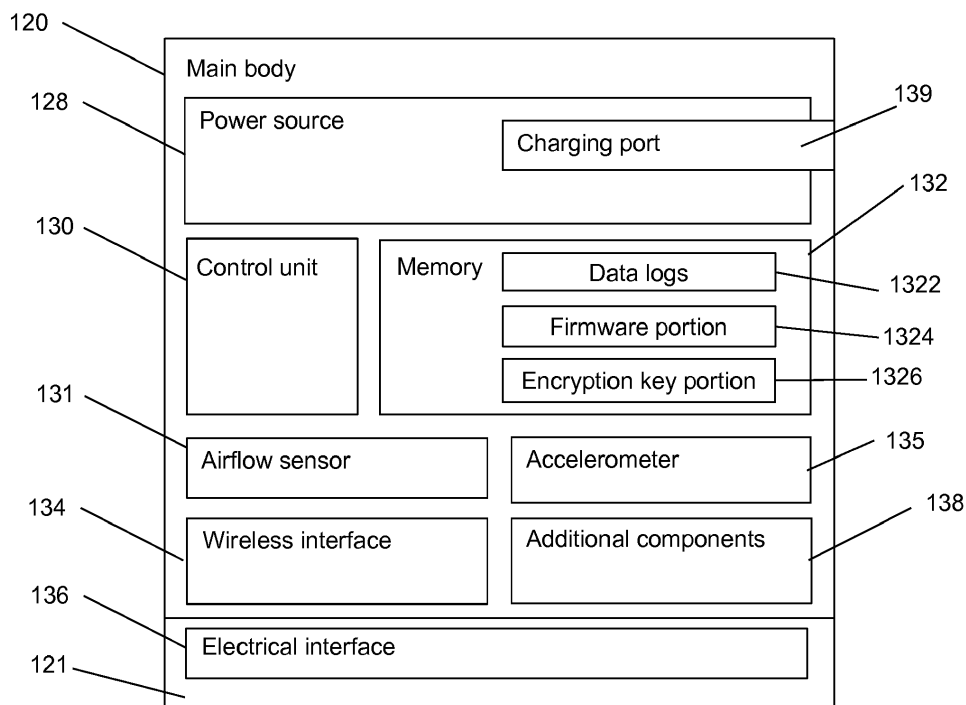 120
Main body
128
Power source
139
Charging port
132
130
Control unit
Memory
Data logs
1322
Firmware portion
1324
Encryption key portion
1326
131
Airflow sensor
135
Accelerometer
134
Wireless interface
138
Additional components
136
Electrical interface
121